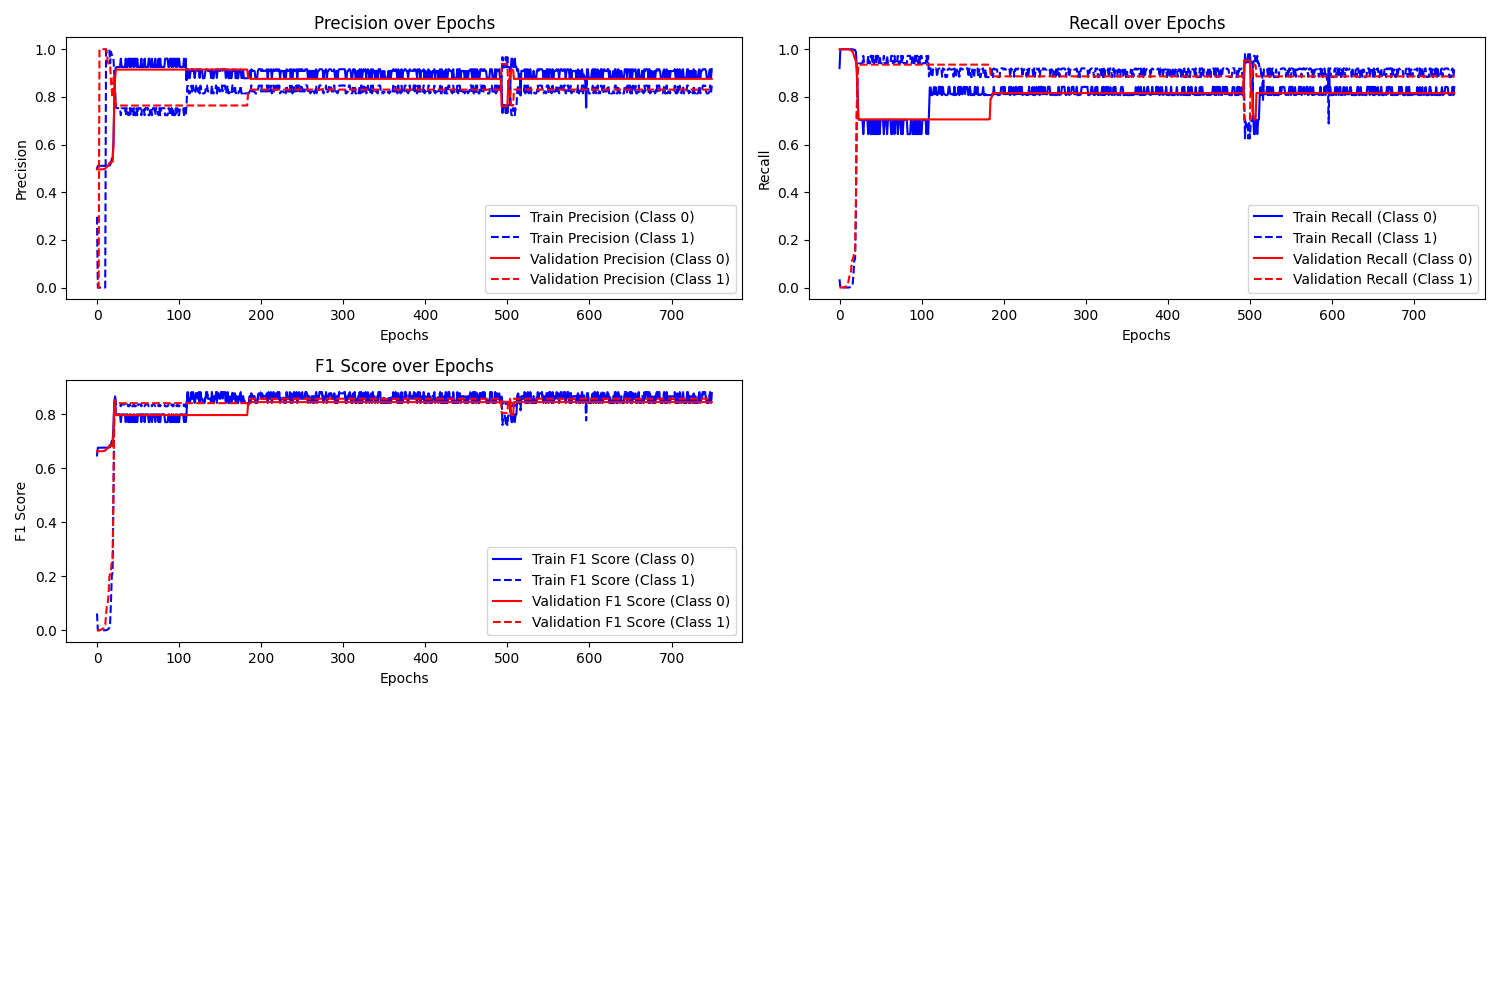 Precision over Epochs
1.0
0.8
0.6
0.4
0.2
0.0
Precision
0 100 200 300 400 500 600 700
Epochs
Train Precision (Class 0)
Train Precision (Class 1)
Validation Precision (Class 0)
Validation Precision (Class 1)
Recall over Epochs
1.0
0.8
0.6
0.4
0.2
0.0
Recall
0 100 200 300 400 500 600 700
Epochs
Train Recall (Class 0)
Train Recall (Class 1)
Validation Recall (Class 0)
Validation Recall (Class 1)
F1 Score over Epochs
0.8
0.6
0.4
0.2
0.0
F1 Score
0 100 200 300 400 500 600 700
Epochs
Train F1 Score (Class 0)
Train F1 Score (Class 1)
Validation F1 Score (Class 0)
Validation F1 Score (Class 1)